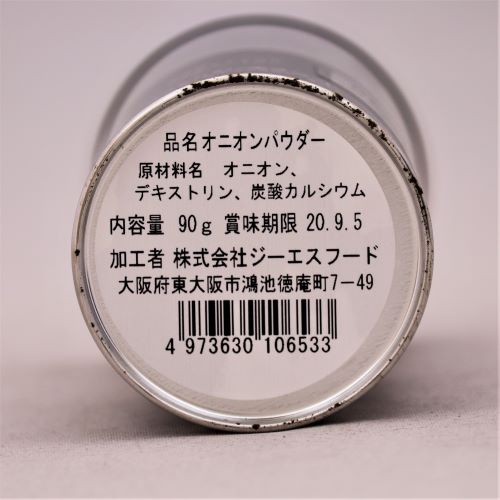 品名オニオンパウダー
原材料名 オニオン、
デキストリン、炭酸カルシウム
内容量 90g 賞味期限 20.9.5
加工者 株式会社ジーエスフード
大阪府東大阪市鴻池徳庵町7-49
4 973630 106533